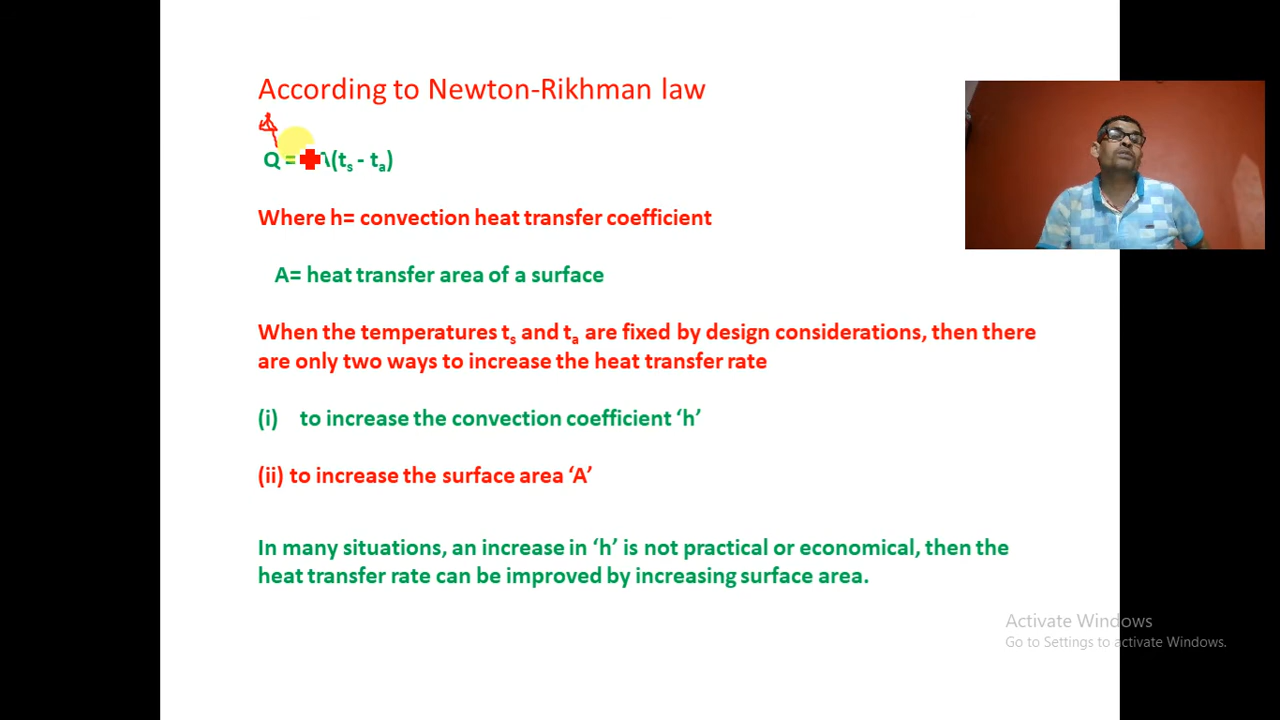 According to Newton-Rikhman law
Q = A(ts - ta)
Where h= convection heat transfer coefficient
A= heat transfer area of a surface
When the temperatures ts and ta are fixed by design considerations, then there
are only two ways to increase the heat transfer rate
(i) to increase the convection coefficient ‘h’
(ii) to increase the surface area ‘A’
In many situations, an increase in ‘h’ is not practical or economical, then the
heat transfer rate can be improved by increasing surface area.
Activate Windows
Go to Settings to activate Windows.